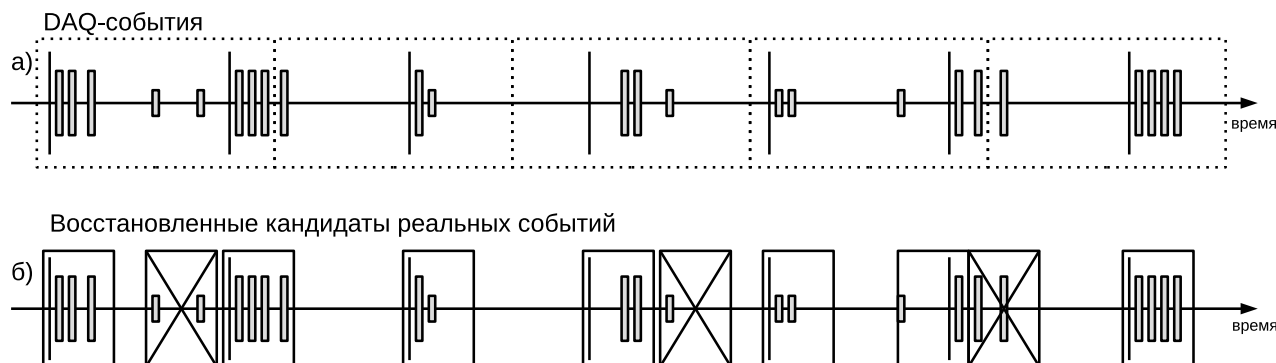 DAQ-события
а)
время
Восстановленные кандидаты реальных событий
б)
время